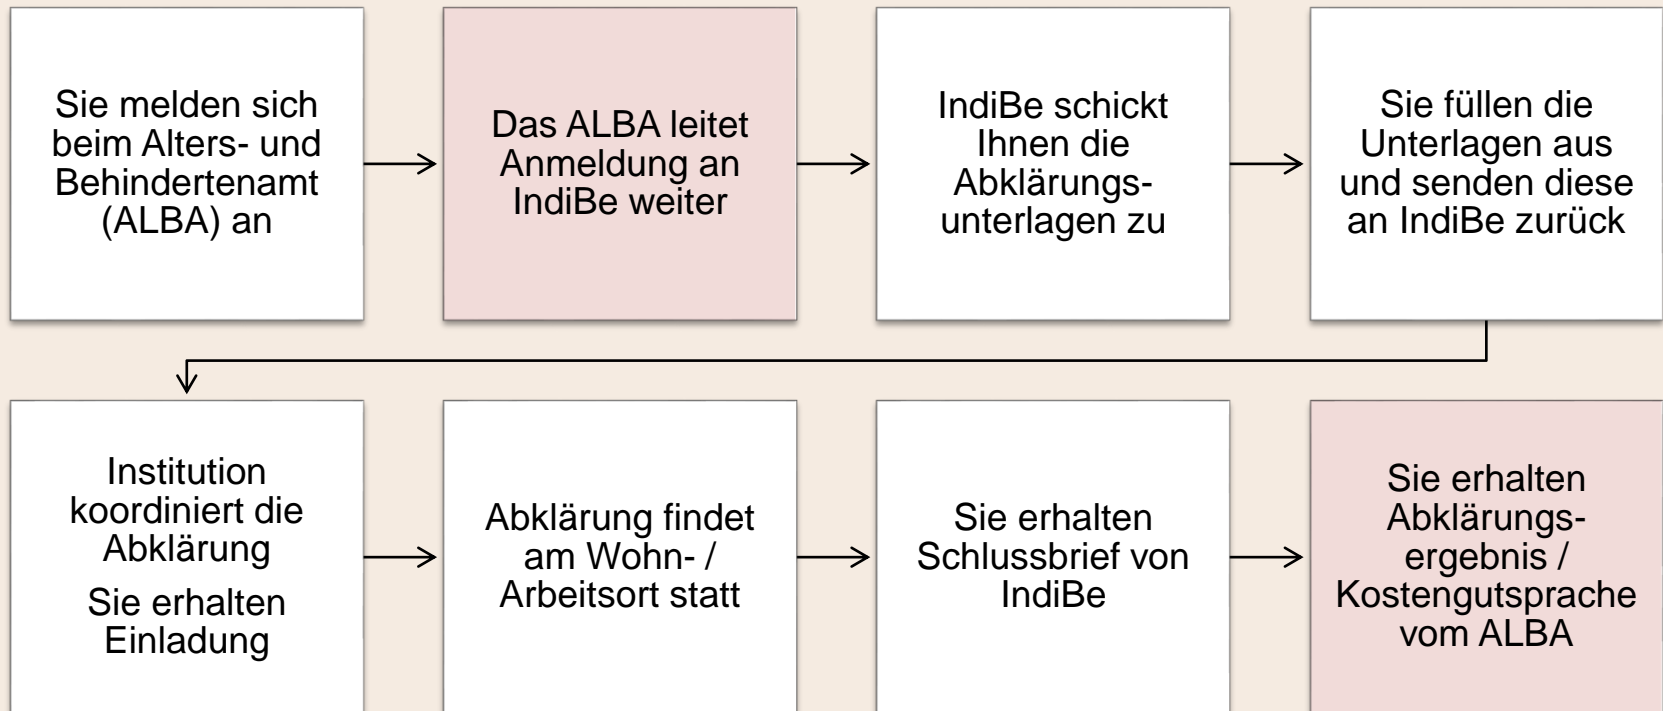 Sie melden sich
beim Alters- und
Behindertenamt
(ALBA) an
Das ALBA leitet
Anmeldung an
IndiBe weiter
IndiBe schickt
Ihnen die
Abklärungs-
unterlagen zu
Sie füllen die
Unterlagen aus
und senden diese
an IndiBe zurück
Institution
koordiniert die
Abklärung
Sie erhalten
Einladung
Abklärung findet
am Wohn- /
Arbeitsort statt
Sie erhalten
Schlussbrief von
IndiBe
Sie erhalten
Abklärungs-
ergebnis /
Kostengutsprache
vom ALBA